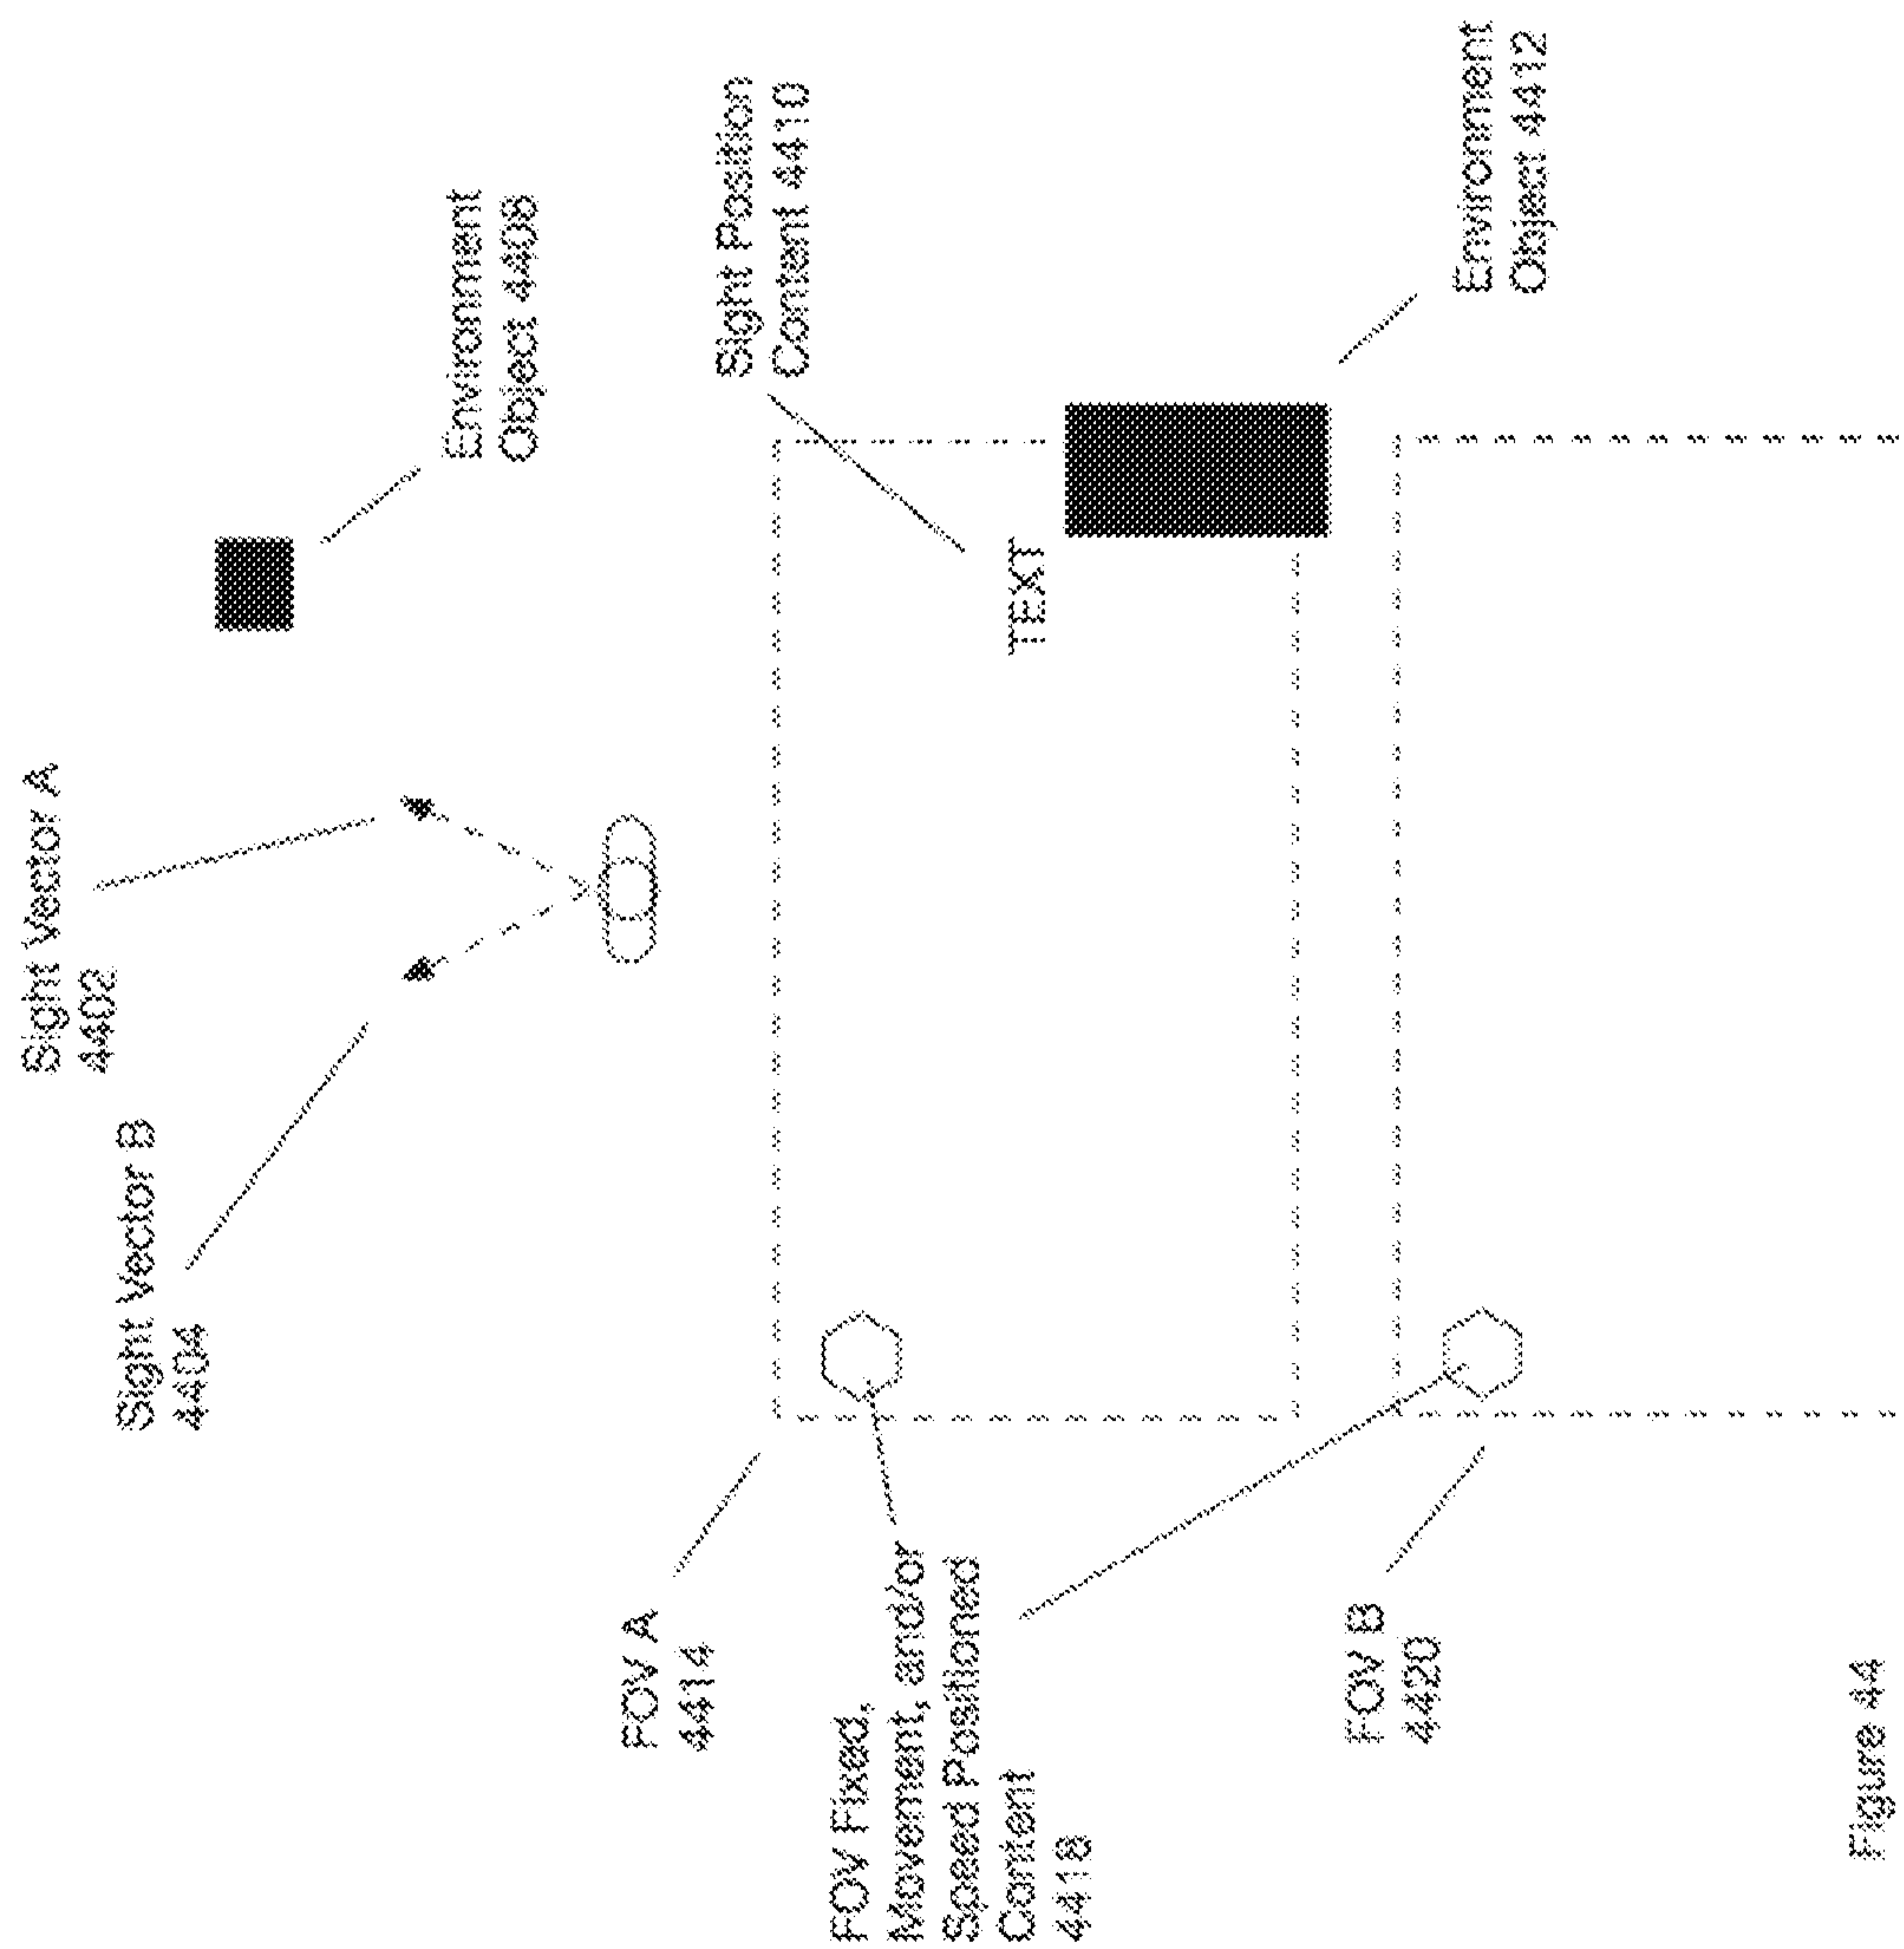 Sight Vector A
4402
Sight Vector B
4404
Environment
Object 4408
FOV A
4414
Sight Position
Content 4410
TEXT
FOV Fixed,
Movement, and/or
Speed Positioned
Content
4418
FOV B
4420
Environment
Object 4412
Figure 44